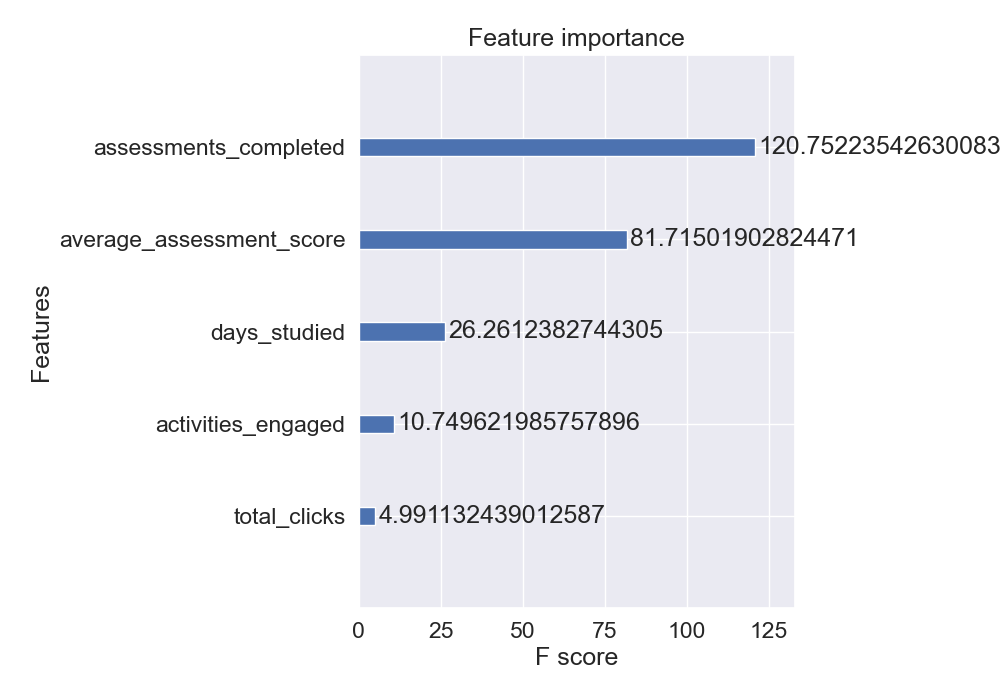 Feature importance
assessments_completed
120.75223542630083
average_assessment_score
81.71501902824471
days_studied
26.2612382744305
activities_engaged
10.749621985757896
total_clicks
4.991132439012587
Features
0 25 50 75 100 125
F score